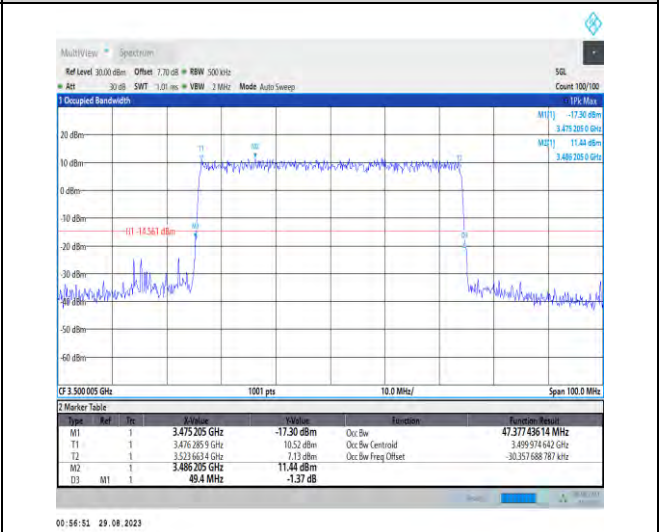 MultiView Spectrum
Ref Level 30.00 dBm Offset 7.70 dB RBW 500 kHz SGL
Att 30 dB SWT 1.01 ms VBW 2 MHz Mode Auto Sweep Count 100/100
1 Occupied Bandwidth 1Pk Max
M1[1] -17.30 dBm
3.475 205 0 GHz
M2[1] 11.44 dBm
3.486 205 0 GHz
20 dBm
T1 M2 T2
10 dBm
0 dBm
-10 dBm
H1 -14.561 dBm
M1
D3
-20 dBm
-30 dBm
-40 dBm
-50 dBm
-60 dBm
CF 3.500 005 GHz 1001 pts 10.0 MHz/ Span 100.0 MHz
2 Marker Table
Type Ref Trc X-Value Y-Value Function Function Result
M1 1 3.475 205 GHz -17.30 dBm Occ Bw 47.377 436 14 MHz
T1 1 3.476 285 9 GHz 10.52 dBm Occ Bw Centroid 3.499 974 642 GHz
T2 1 3.523 663 4 GHz 7.13 dBm Occ Bw Freq Offset -30.357 688 787 kHz
M2 1 3.486 205 GHz 11.44 dBm
D3 M1 1 49.4 MHz -1.37 dB
00:56:51 29.08.2023